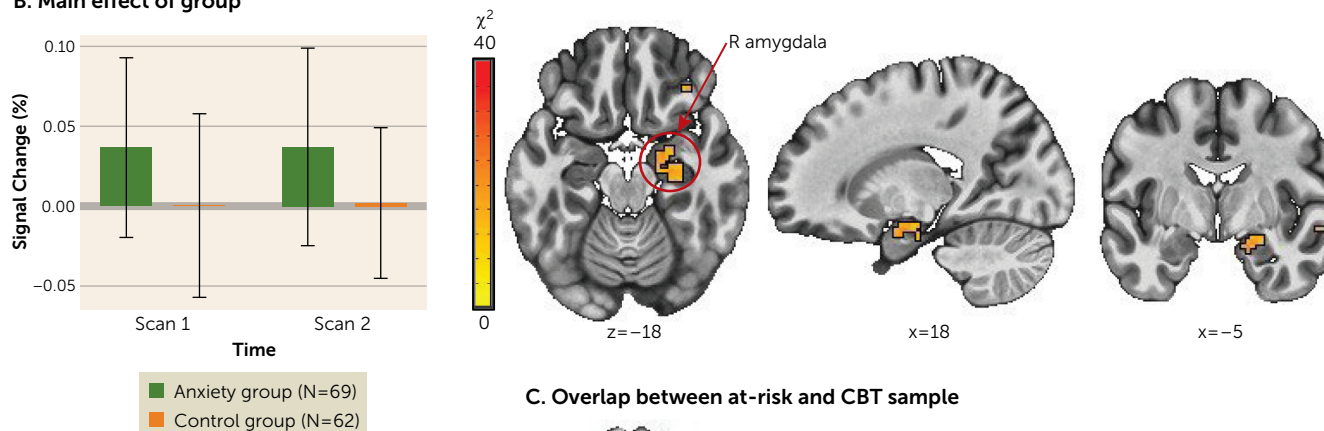 B. Main effect of group
Signal Change (%)
0.10
0.05
0.00
−0.05
Scan 1
Scan 2
Time
Anxiety group (N=69)
Control group (N=62)
χ²
40
0
R amygdala
z=−18
x=18
x=−5
C. Overlap between at-risk and CBT sample